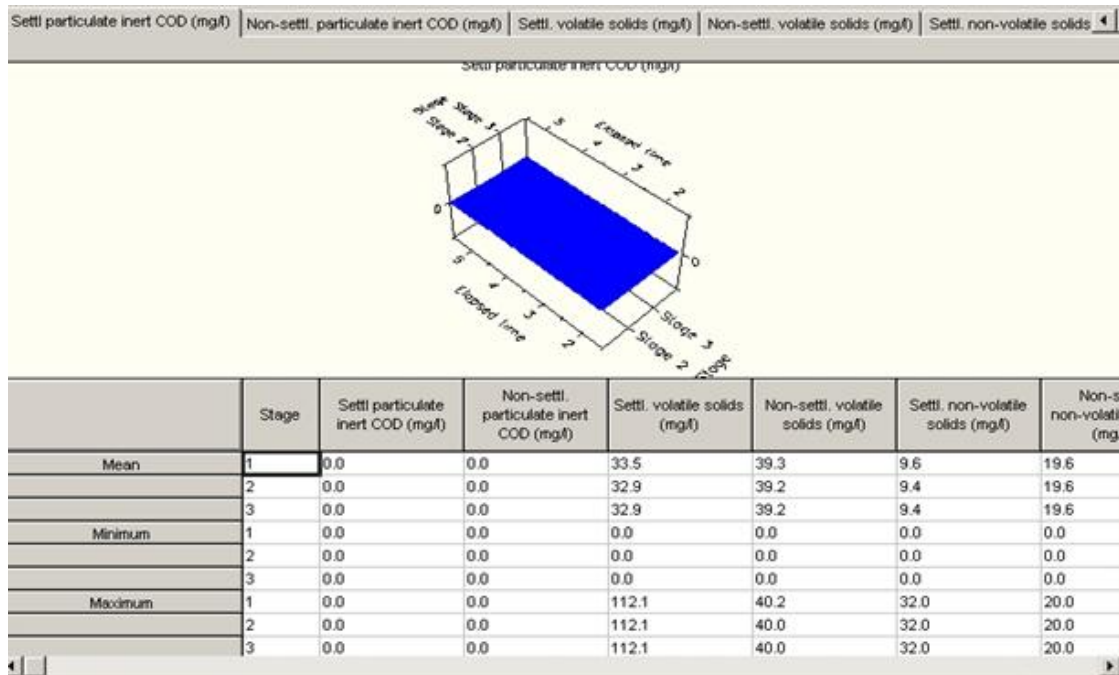 Settl particulate inert COD (mg/l) Non-settl. particulate inert COD (mg/l) Settl. volatile solids (mg/l) Non-settl. volatile solids (mg/l) Settl. non-volatile solids
Settl particulate inert COD (mg/l)
Stage 3
Stage 2
5 4 3 2
Elapsed time
0
0
5 4 3 2
Elapsed time
Stage 3
Stage 2
Stage
Settl particulate inert COD (mg/l)
Non-settl. particulate inert COD (mg/l)
Settl. volatile solids (mg/l)
Non-settl. volatile solids (mg/l)
Settl. non-volatile solids (mg/l)
Non-s
non-volati
(mg
Mean 1 0.0 0.0 33.5 39.3 9.6 19.6
2 0.0 0.0 32.9 39.2 9.4 19.6
3 0.0 0.0 32.9 39.2 9.4 19.6
Minimum 1 0.0 0.0 0.0 0.0 0.0 0.0
2 0.0 0.0 0.0 0.0 0.0 0.0
3 0.0 0.0 0.0 0.0 0.0 0.0
Maximum 1 0.0 0.0 112.1 40.2 32.0 20.0
2 0.0 0.0 112.1 40.0 32.0 20.0
3 0.0 0.0 112.1 40.0 32.0 20.0